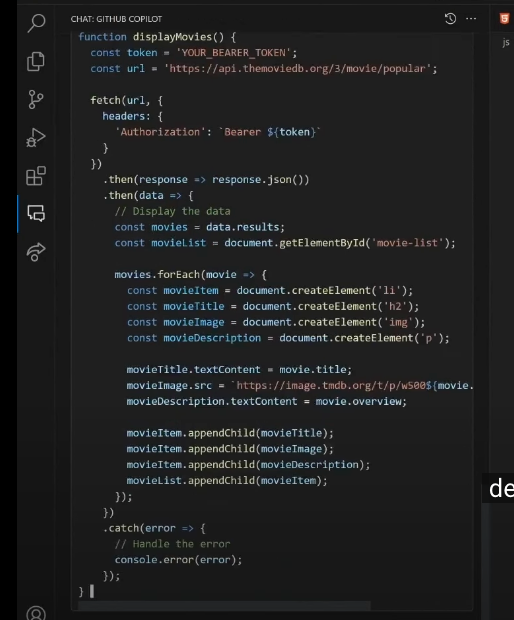 CHAT: GITHUB COPILOT
function displayMovies() {
  const token = 'YOUR_BEARER_TOKEN';
  const url = 'https://api.themoviedb.org/3/movie/popular';

  fetch(url, {
    headers: {
      'Authorization': `Bearer ${token}`
    }
  })
    .then(response => response.json())
    .then(data => {
      // Display the data
      const movies = data.results;
      const movieList = document.getElementById('movie-list');

      movies.forEach(movie => {
        const movieItem = document.createElement('li');
        const movieTitle = document.createElement('h2');
        const movieImage = document.createElement('img');
        const movieDescription = document.createElement('p');

        movieTitle.textContent = movie.title;
        movieImage.src = `https://image.tmdb.org/t/p/w500${movie.
        movieDescription.textContent = movie.overview;

        movieItem.appendChild(movieTitle);
        movieItem.appendChild(movieImage);
        movieItem.appendChild(movieDescription);
        movieList.appendChild(movieItem);
      });
    })
    .catch(error => {
      // Handle the error
      console.error(error);
    });
}
js
de